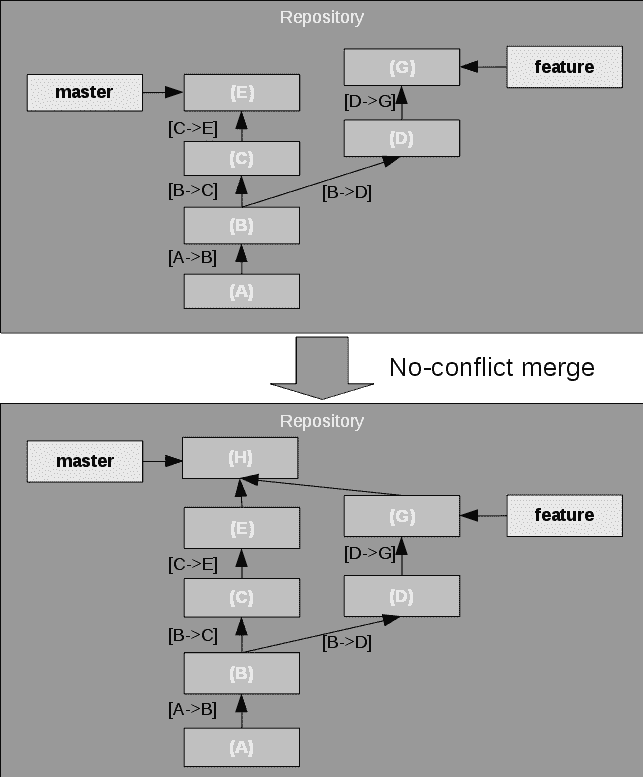 Repository
(G)
feature
master
(E)
[D->G]
[C->E]
(D)
(C)
[B->C]
[B->D]
(B)
[A->B]
(A)
No-conflict merge
Repository
master
(H)
(G)
feature
(E)
[D->G]
[C->E]
(D)
(C)
[B->C]
[B->D]
(B)
[A->B]
(A)